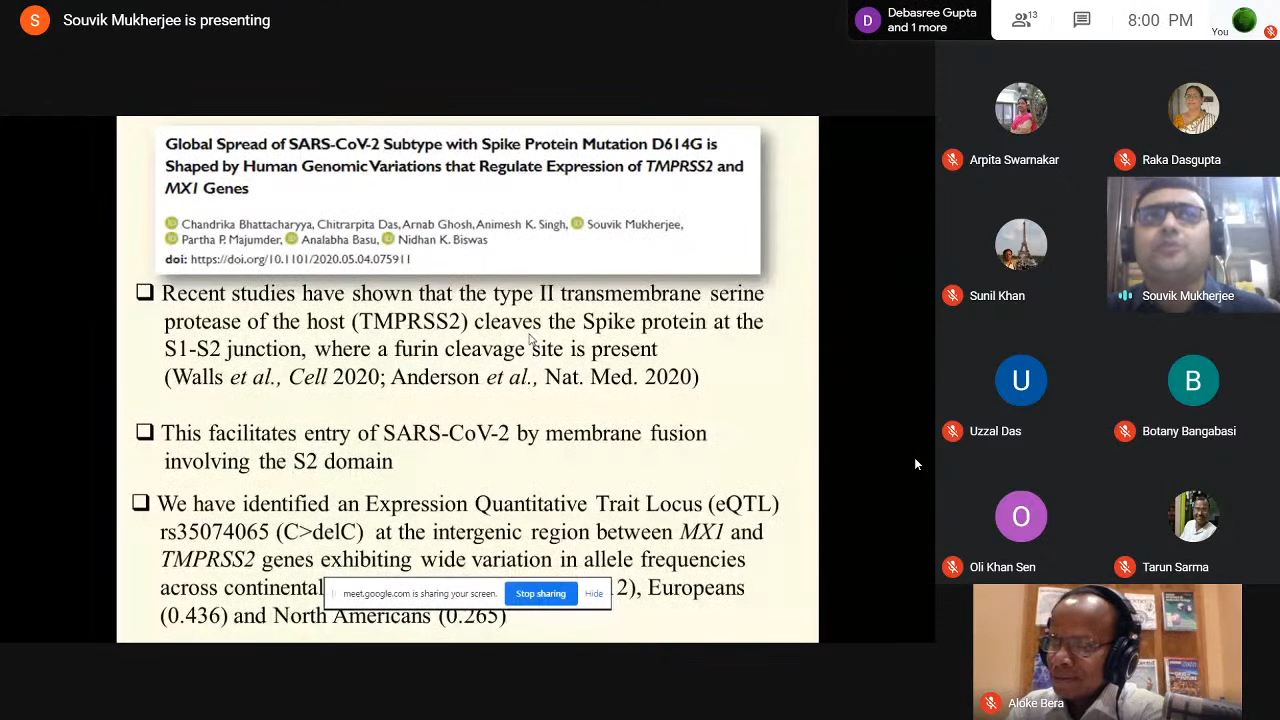 S Souvik Mukherjee is presenting
D Debasree Gupta
and 1 more
13
8:00 PM
You
Global Spread of SARS-CoV-2 Subtype with Spike Protein Mutation D614G is
Shaped by Human Genomic Variations that Regulate Expression of TMPRSS2 and
MX1 Genes
iD Chandrika Bhattacharyya, Chitrarpita Das, Arnab Ghosh, Animesh K. Singh, iD Souvik Mukherjee,
iD Partha P. Majumder, iD Analabha Basu, iD Nidhan K. Biswas
doi: https://doi.org/10.1101/2020.05.04.075911
❑ Recent studies have shown that the type II transmembrane serine
protease of the host (TMPRSS2) cleaves the Spike protein at the
S1-S2 junction, where a furin cleavage site is present
(Walls et al., Cell 2020; Anderson et al., Nat. Med. 2020)
❑ This facilitates entry of SARS-CoV-2 by membrane fusion
involving the S2 domain
❑ We have identified an Expression Quantitative Trait Locus (eQTL)
rs35074065 (C>delC) at the intergenic region between MX1 and
TMPRSS2 genes exhibiting wide variation in allele frequencies
across continental 2), Europeans
(0.436) and North Americans (0.265)
meet.google.com is sharing your screen. Stop sharing Hide
Arpita Swarnakar
Raka Dasgupta
Sunil Khan
Souvik Mukherjee
U
Uzzal Das
B
Botany Bangabasi
O
Oli Khan Sen
Tarun Sarma
Aloke Bera